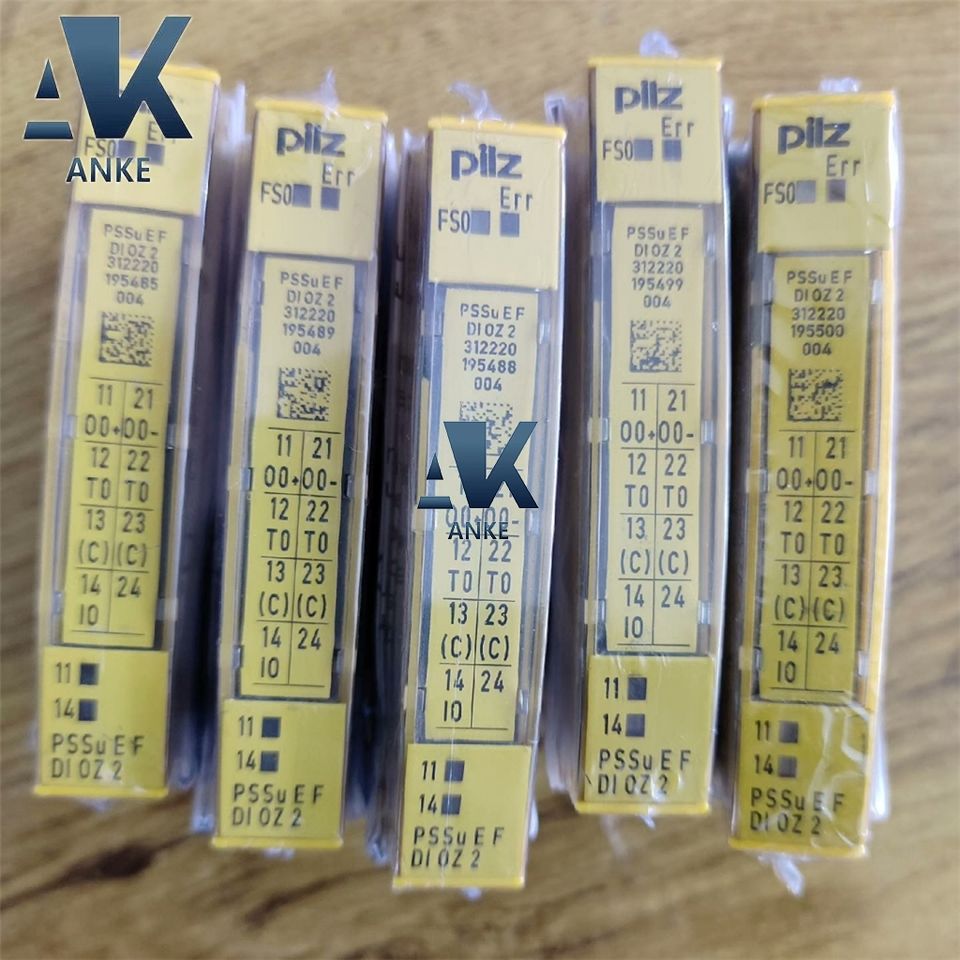 AK
ANKE
Err
FS0
PSSu E F
DI OZ 2
312220
195485
004
11 21
00+00-
12 22
T0 T0
13 23
(C) (C)
14 24
I0
11
14
PSSu E F
DI OZ 2
pilz
Err
FS0
PSSu E F
DI OZ 2
312220
195489
004
11 21
00+00-
12 22
T0 T0
13 23
(C) (C)
14 24
I0
11
14
PSSu E F
DI OZ 2
pilz
Err
FS0
PSSu E F
DI OZ 2
312220
195488
004
AK
ANKE
00+00-
12 22
T0 T0
13 23
(C) (C)
14 24
I0
11
14
PSSu E F
DI OZ 2
pilz
Err
FS0
PSSu E F
DI OZ 2
312220
195499
004
11 21
00+00-
12 22
T0 T0
13 23
(C) (C)
14 24
I0
11
14
PSSu E F
DI OZ 2
pilz
Err
FS0
PSSu E F
DI OZ 2
312220
195500
004
11 21
00+00-
12 22
T0 T0
13 23
(C) (C)
14 24
I0
11
14
PSSu E F
DI OZ 2